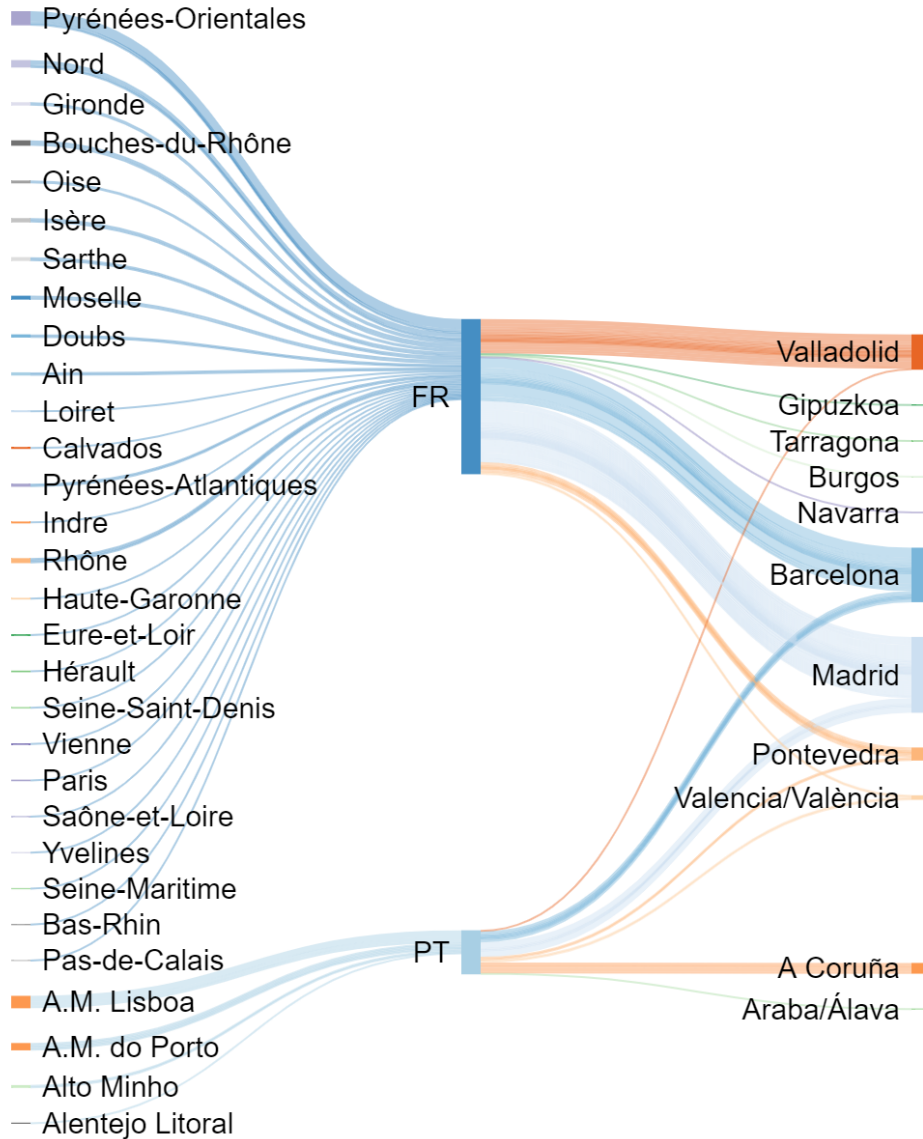 Pyrénées-Orientales
Nord
Gironde
Bouches-du-Rhône
Oise
Isère
Sarthe
Moselle
Doubs
Ain
Loiret
Calvados
Pyrénées-Atlantiques
Indre
Rhône
Haute-Garonne
Eure-et-Loir
Hérault
Seine-Saint-Denis
Vienne
Paris
Saône-et-Loire
Yvelines
Seine-Maritime
Bas-Rhin
Pas-de-Calais
A.M. Lisboa
A.M. do Porto
Alto Minho
Alentejo Litoral
FR
PT
Valladolid
Gipuzkoa
Tarragona
Burgos
Navarra
Barcelona
Madrid
Pontevedra
Valencia/València
A Coruña
Araba/Álava